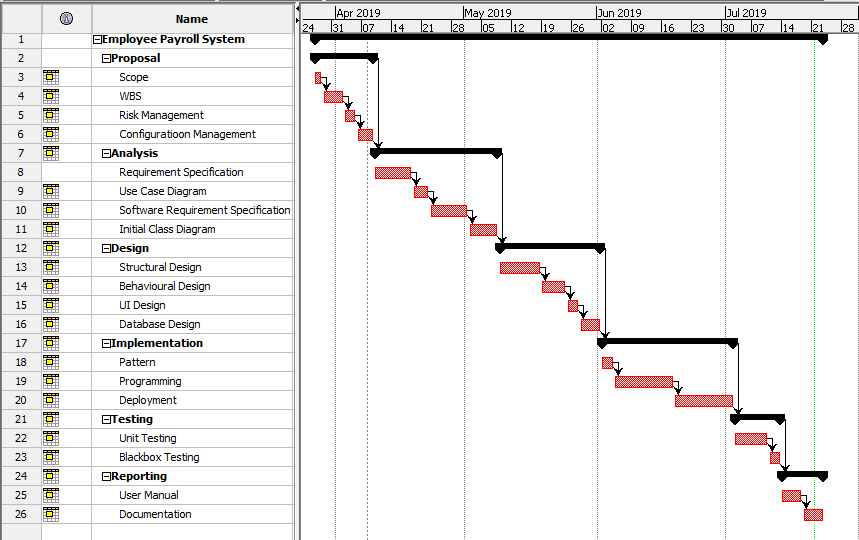 Name
Apr 2019 May 2019 Jun 2019 Jul 2019
24 31 07 14 21 28 05 12 19 26 02 09 16 23 30 07 14 21 28
1 Employee Payroll System
2 Proposal
3 Scope
4 WBS
5 Risk Management
6 Configuratioon Management
7 Analysis
8 Requirement Specification
9 Use Case Diagram
10 Software Requirement Specification
11 Initial Class Diagram
12 Design
13 Structural Design
14 Behavioural Design
15 UI Design
16 Database Design
17 Implementation
18 Pattern
19 Programming
20 Deployment
21 Testing
22 Unit Testing
23 Blackbox Testing
24 Reporting
25 User Manual
26 Documentation